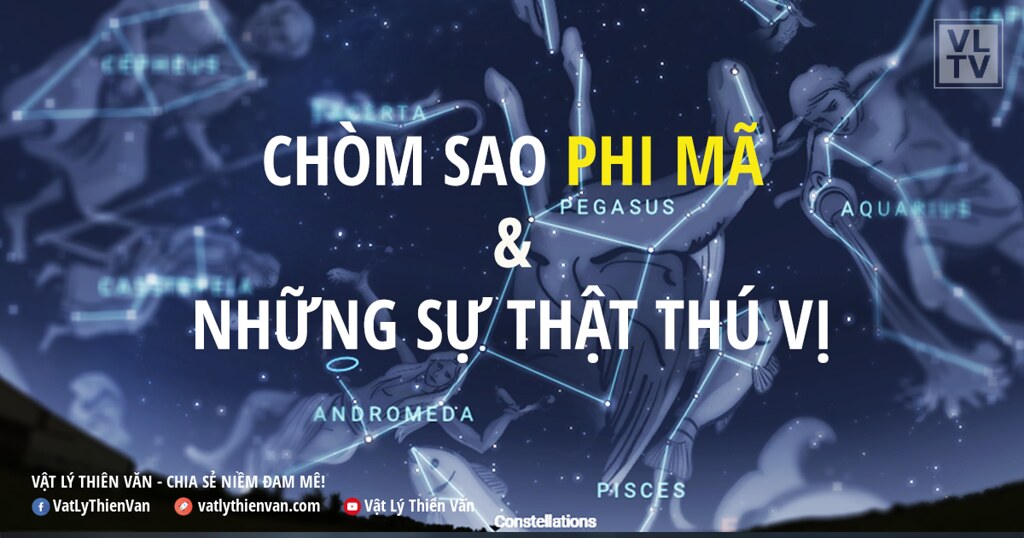 VL
TV
CEPHEUS
LACERTA
CHÒM SAO PHI MÃ
PEGASUS
AQUARIUS
&
CASSIOPEIA
NHỮNG SỰ THẬT THÚ VỊ
ANDROMEDA
VẬT LÝ THIÊN VĂN - CHIA SẺ NIỀM ĐAM MÊ!
PISCES
VatLyThienVan vatlythienvan.com Vật Lý Thiên Văn
Constellations